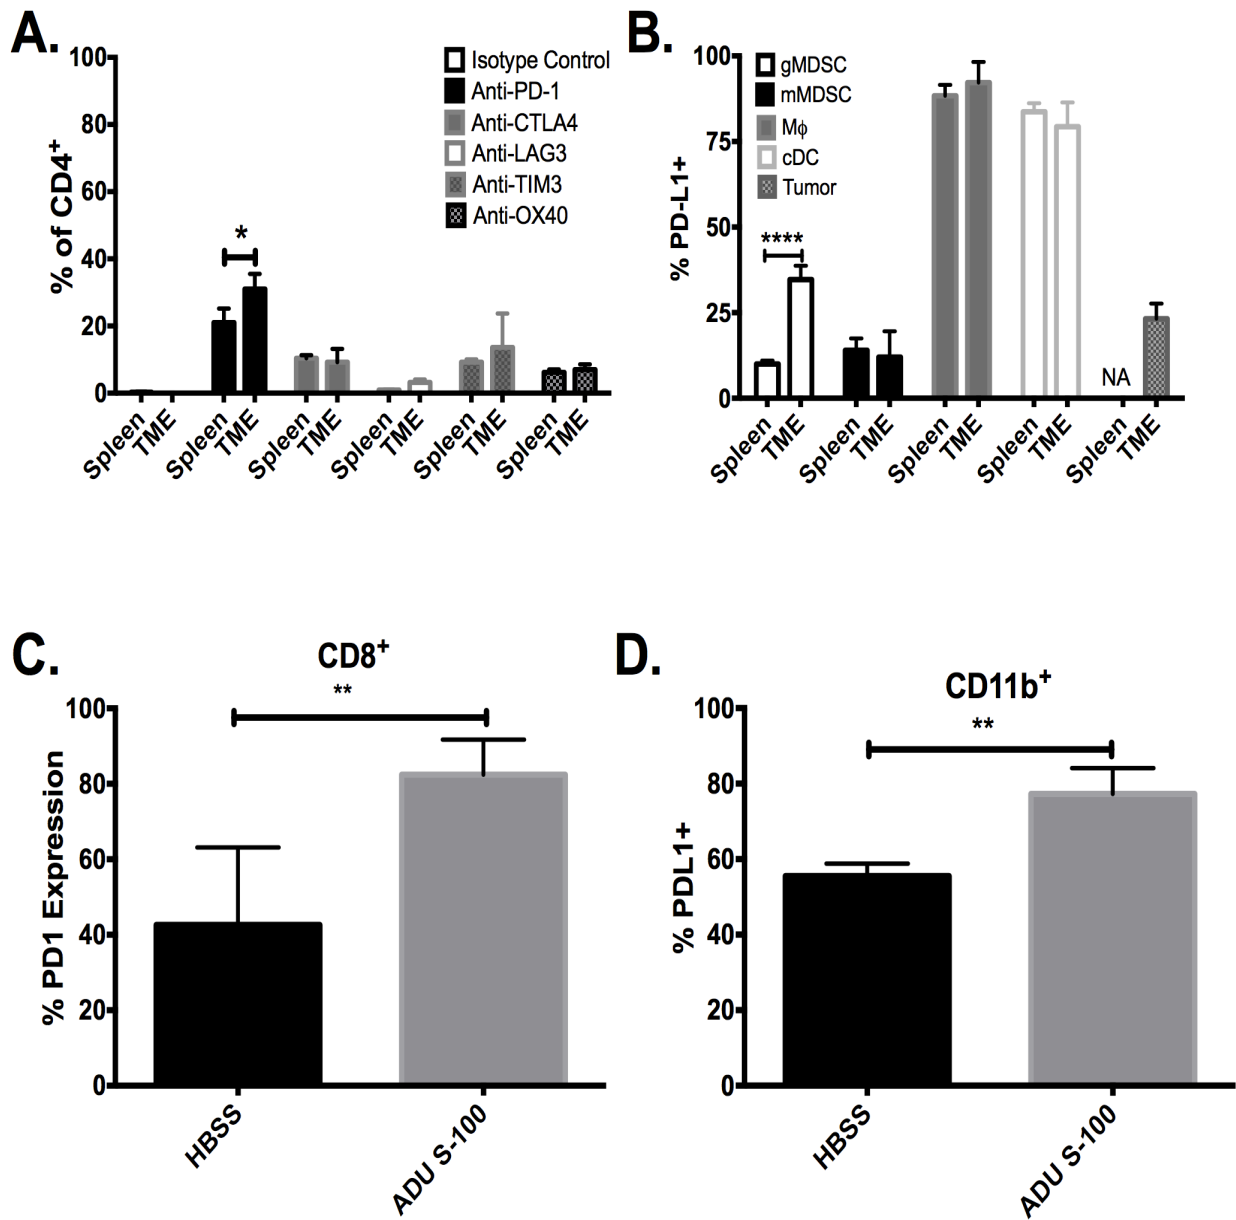 A.
% of CD4+
100
80
60
40
20
0
Isotype Control
Anti-PD-1
Anti-CTLA4
Anti-LAG3
Anti-TIM3
Anti-OX40
*
Spleen TME Spleen TME Spleen TME Spleen TME Spleen TME Spleen TME
B.
% PD-L1+
100
75
50
25
0
gMDSC
mMDSC
Mϕ
cDC
Tumor
****
NA
Spleen TME Spleen TME Spleen TME Spleen TME Spleen TME
C.
CD8+
**
% PD1 Expression
100
80
60
40
20
0
HBSS
ADU S-100
D.
CD11b+
**
% PDL1+
100
80
60
40
20
0
HBSS
ADU S-100